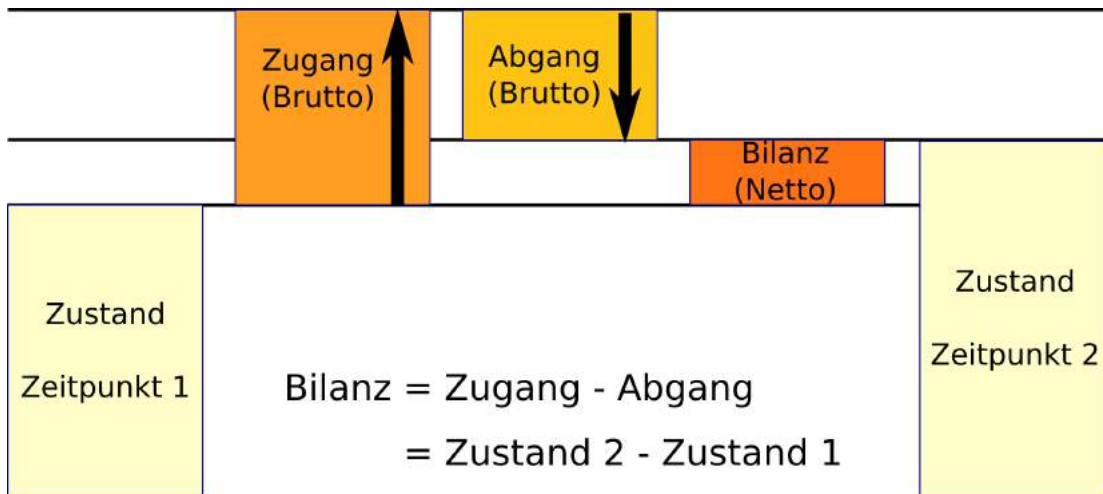 Zugang
(Brutto)
Abgang
(Brutto)
Bilanz
(Netto)
Zustand
Zeitpunkt 1
Zustand
Zeitpunkt 2
Bilanz = Zugang - Abgang
= Zustand 2 - Zustand 1